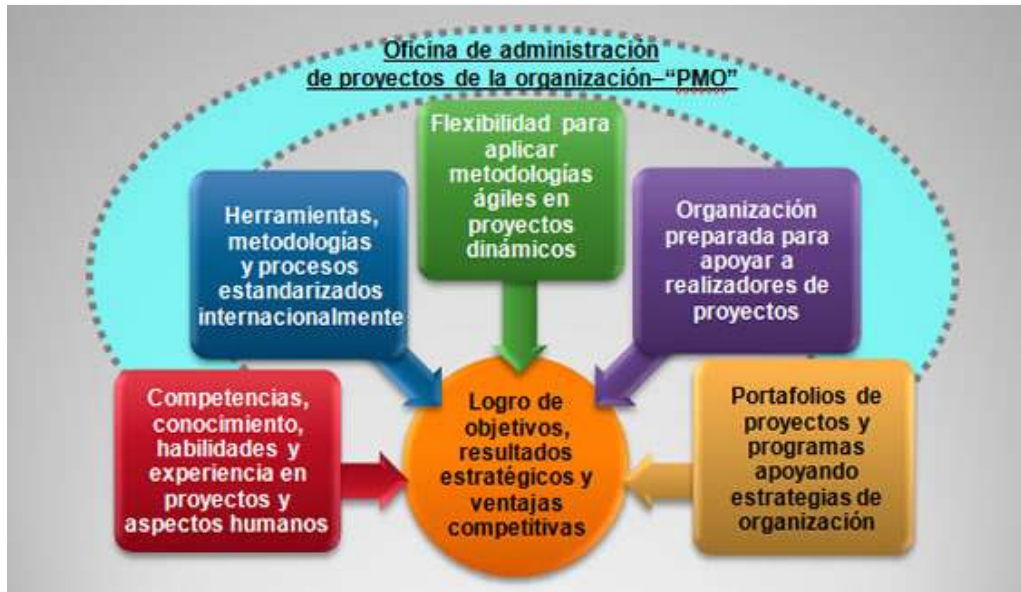 Oficina de administración
de proyectos de la organización–“PMO”
Flexibilidad para
aplicar
metodologías
ágiles en
proyectos
dinámicos
Herramientas,
metodologías
y procesos
estandarizados
internacionalmente
Organización
preparada para
apoyar a
realizadores de
proyectos
Competencias,
conocimiento,
habilidades y
experiencia en
proyectos y
aspectos humanos
Logro de
objetivos,
resultados
estratégicos y
ventajas
competitivas
Portafolios de
proyectos y
programas
apoyando
estrategias de
organización